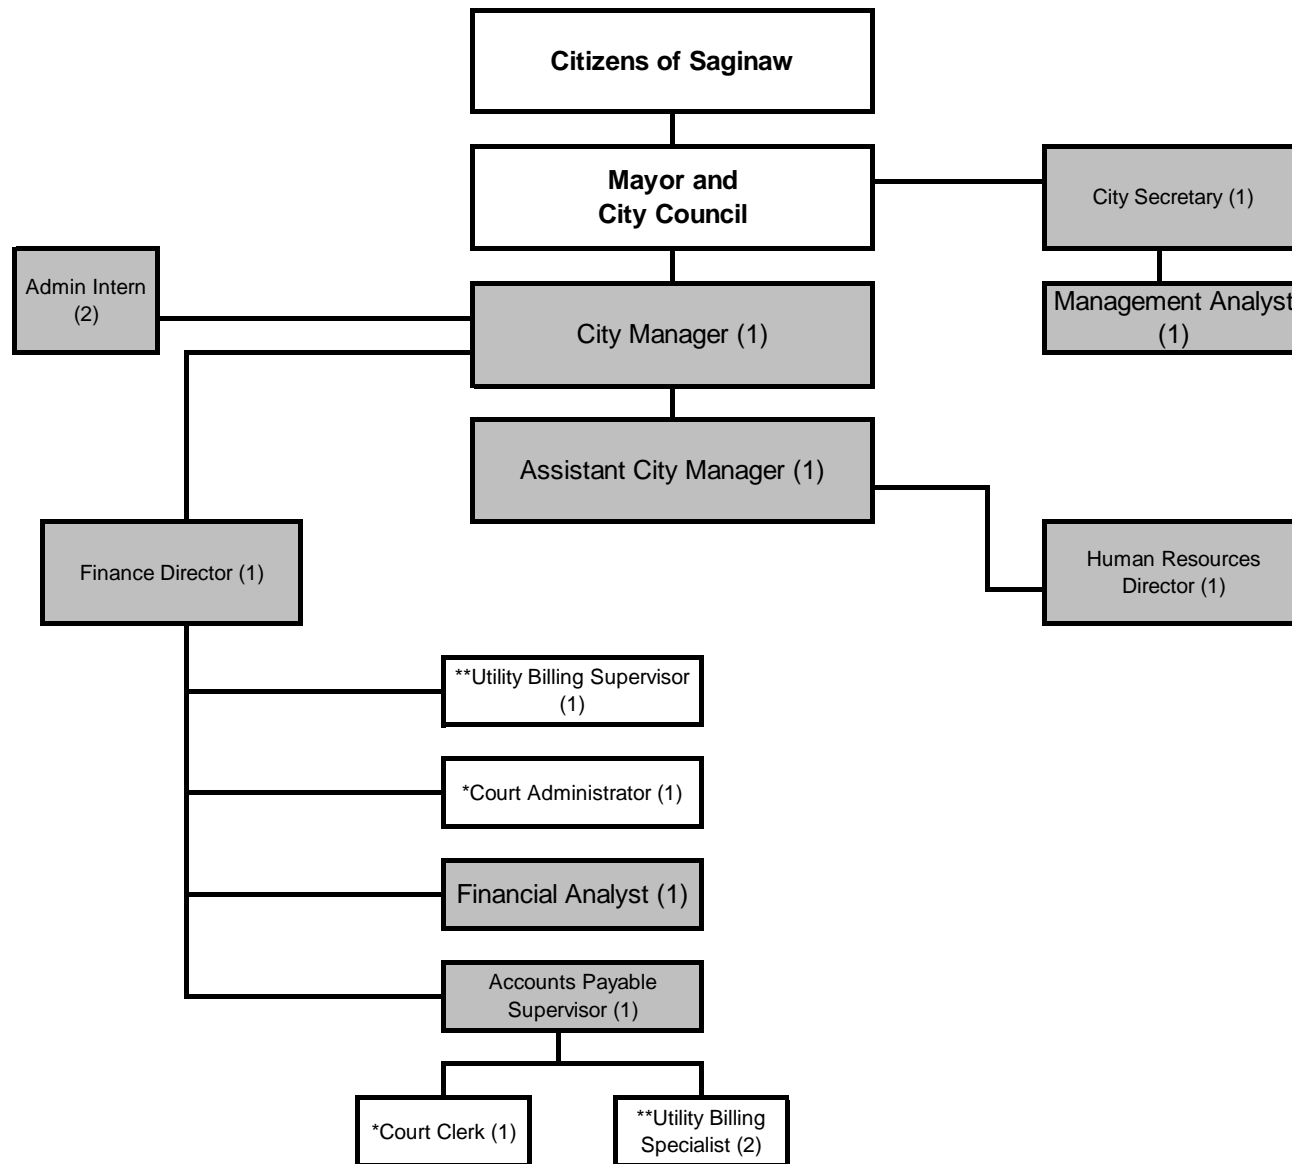 Citizens of Saginaw
Mayor and
City Council
City Secretary (1)
Admin Intern
(2)
City Manager (1)
Management Analyst
(1)
Assistant City Manager (1)
Finance Director (1)
Human Resources
Director (1)
**Utility Billing Supervisor
(1)
*Court Administrator (1)
Financial Analyst (1)
Accounts Payable
Supervisor (1)
*Court Clerk (1)
**Utility Billing
Specialist (2)